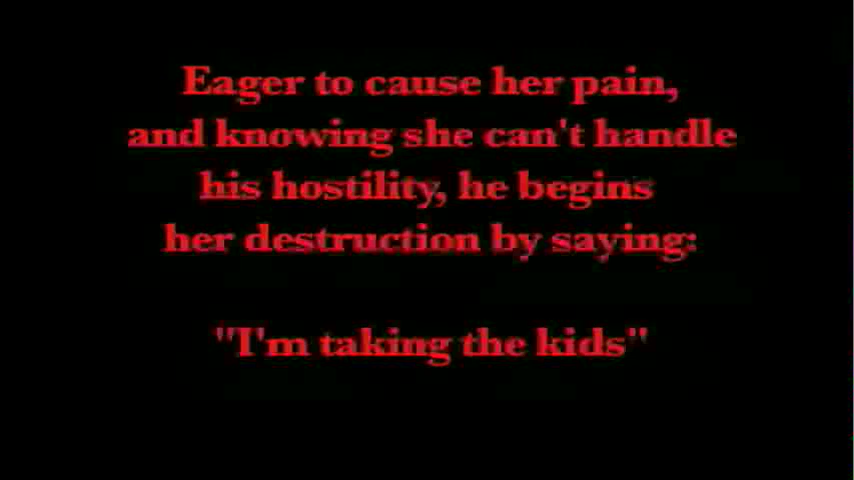 Eager to cause her pain,
and knowing she can't handle
his hostility, he begins
her destruction by saying:
"I'm taking the kids"